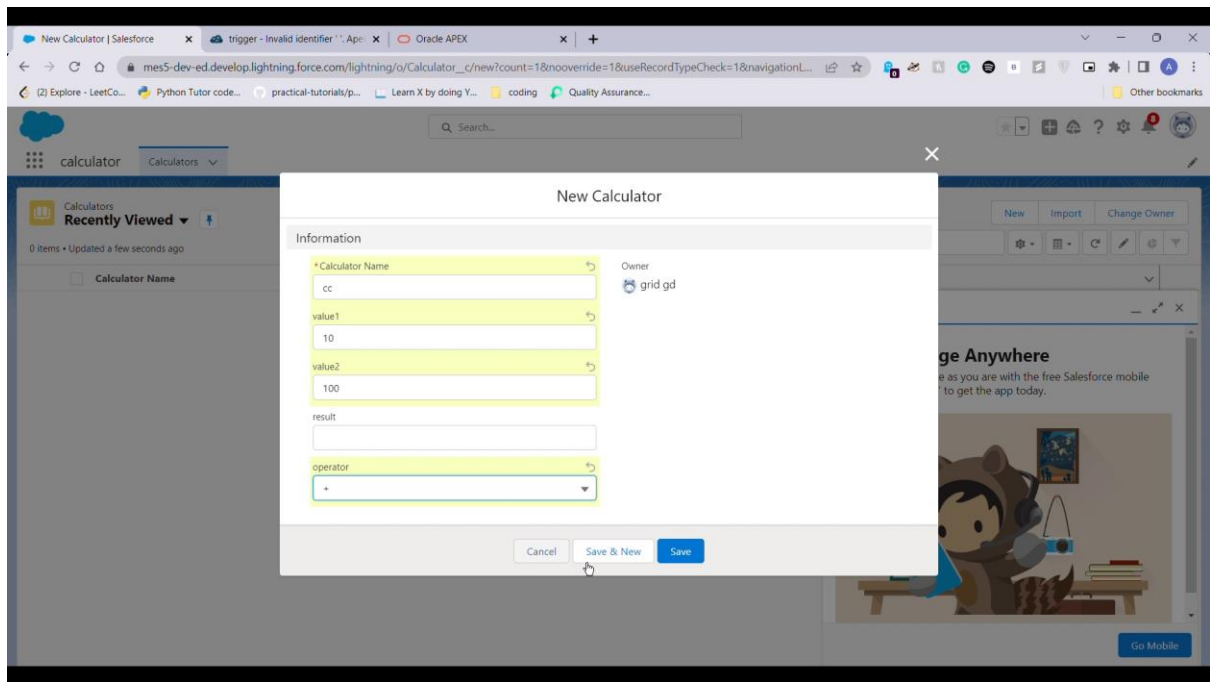 New Calculator | Salesforce
trigger - Invalid identifier ' '. Ape
Oracle APEX
mes5-dev-ed.develop.lightning.force.com/lightning/o/Calculator__c/new?count=1&nooverride=1&useRecordTypeCheck=1&navigationL...
(2) Explore - LeetCo...
Python Tutor code...
practical-tutorials/p...
Learn X by doing Y...
coding
Quality Assurance...
Other bookmarks
Search...
calculator
Calculators
Calculators
Recently Viewed
0 items • Updated a few seconds ago
New
Import
Change Owner
Calculator Name
New Calculator
Information
*Calculator Name
cc
Owner
grid gd
value1
10
value2
100
result
operator
+
Cancel
Save & New
Save
ge Anywhere
e as you are with the free Salesforce mobile
to get the app today.
Go Mobile